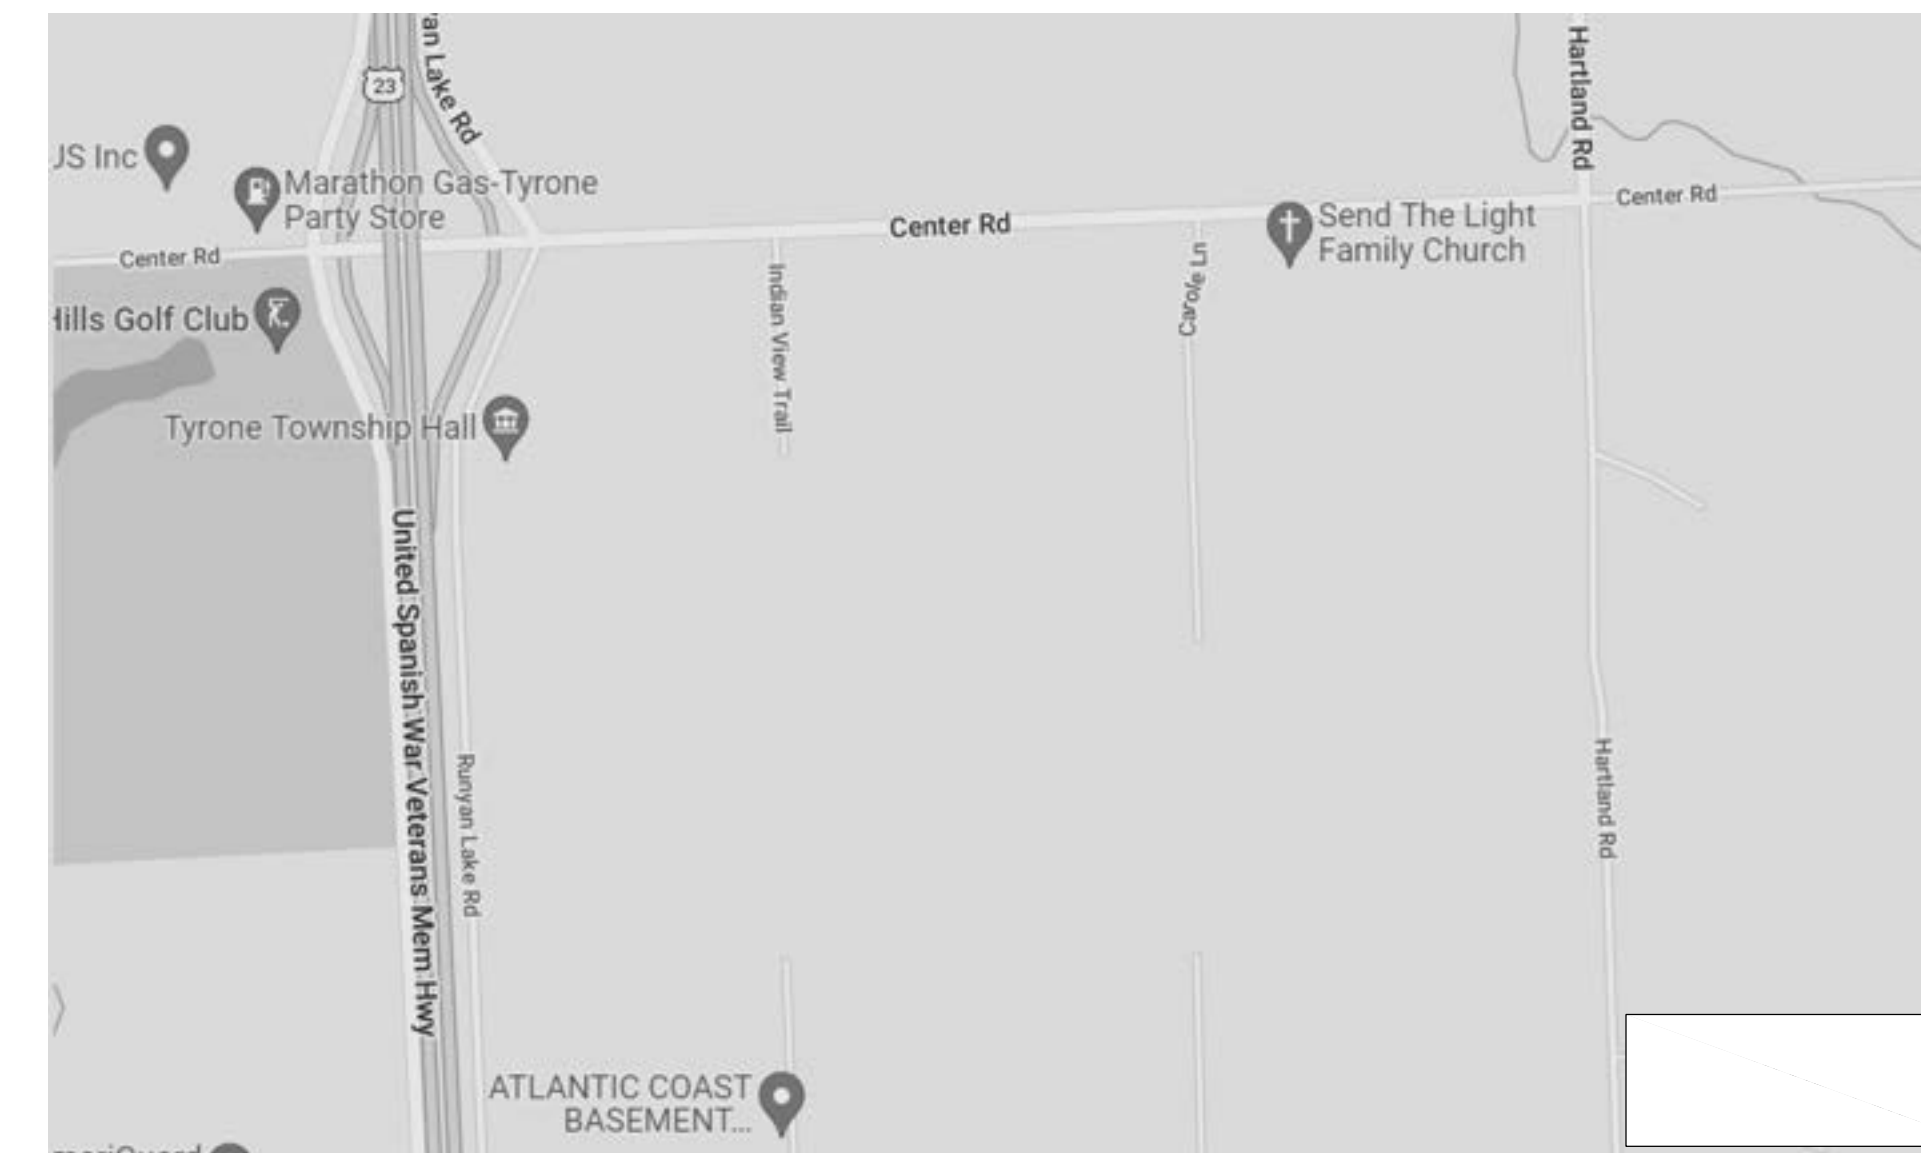 an Lake Rd
23
Hartland Rd
JS Inc
Marathon Gas-Tyrone
Party Store
Center Rd
Center Rd
Center Rd
Send The Light
Family Church
Indian View Trail
Carole Ln
Hills Golf Club
Tyrone Township Hall
United Spanish War Veterans Mem Hwy
Runyan Lake Rd
Hartland Rd
ATLANTIC COAST
BASEMENT...